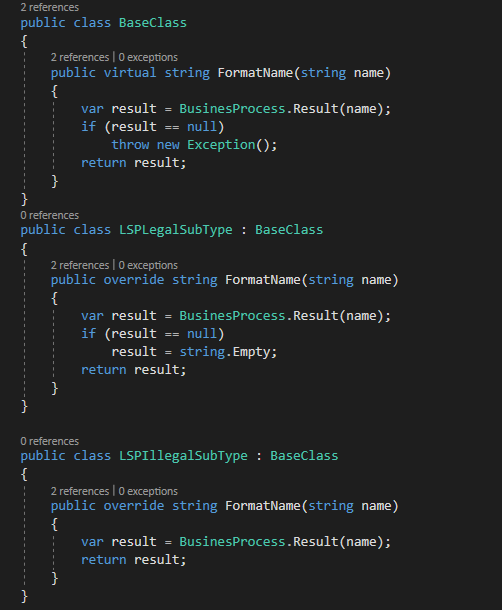 2 references
public class BaseClass
{
2 references | 0 exceptions
public virtual string FormatName(string name)
{
var result = BusinesProcess.Result(name);
if (result == null)
throw new Exception();
return result;
}
}
0 references
public class LSPLegalSubType : BaseClass
{
2 references | 0 exceptions
public override string FormatName(string name)
{
var result = BusinesProcess.Result(name);
if (result == null)
result = string.Empty;
return result;
}
}
0 references
public class LSPIllegalSubType : BaseClass
{
2 references | 0 exceptions
public override string FormatName(string name)
{
var result = BusinesProcess.Result(name);
return result;
}
}